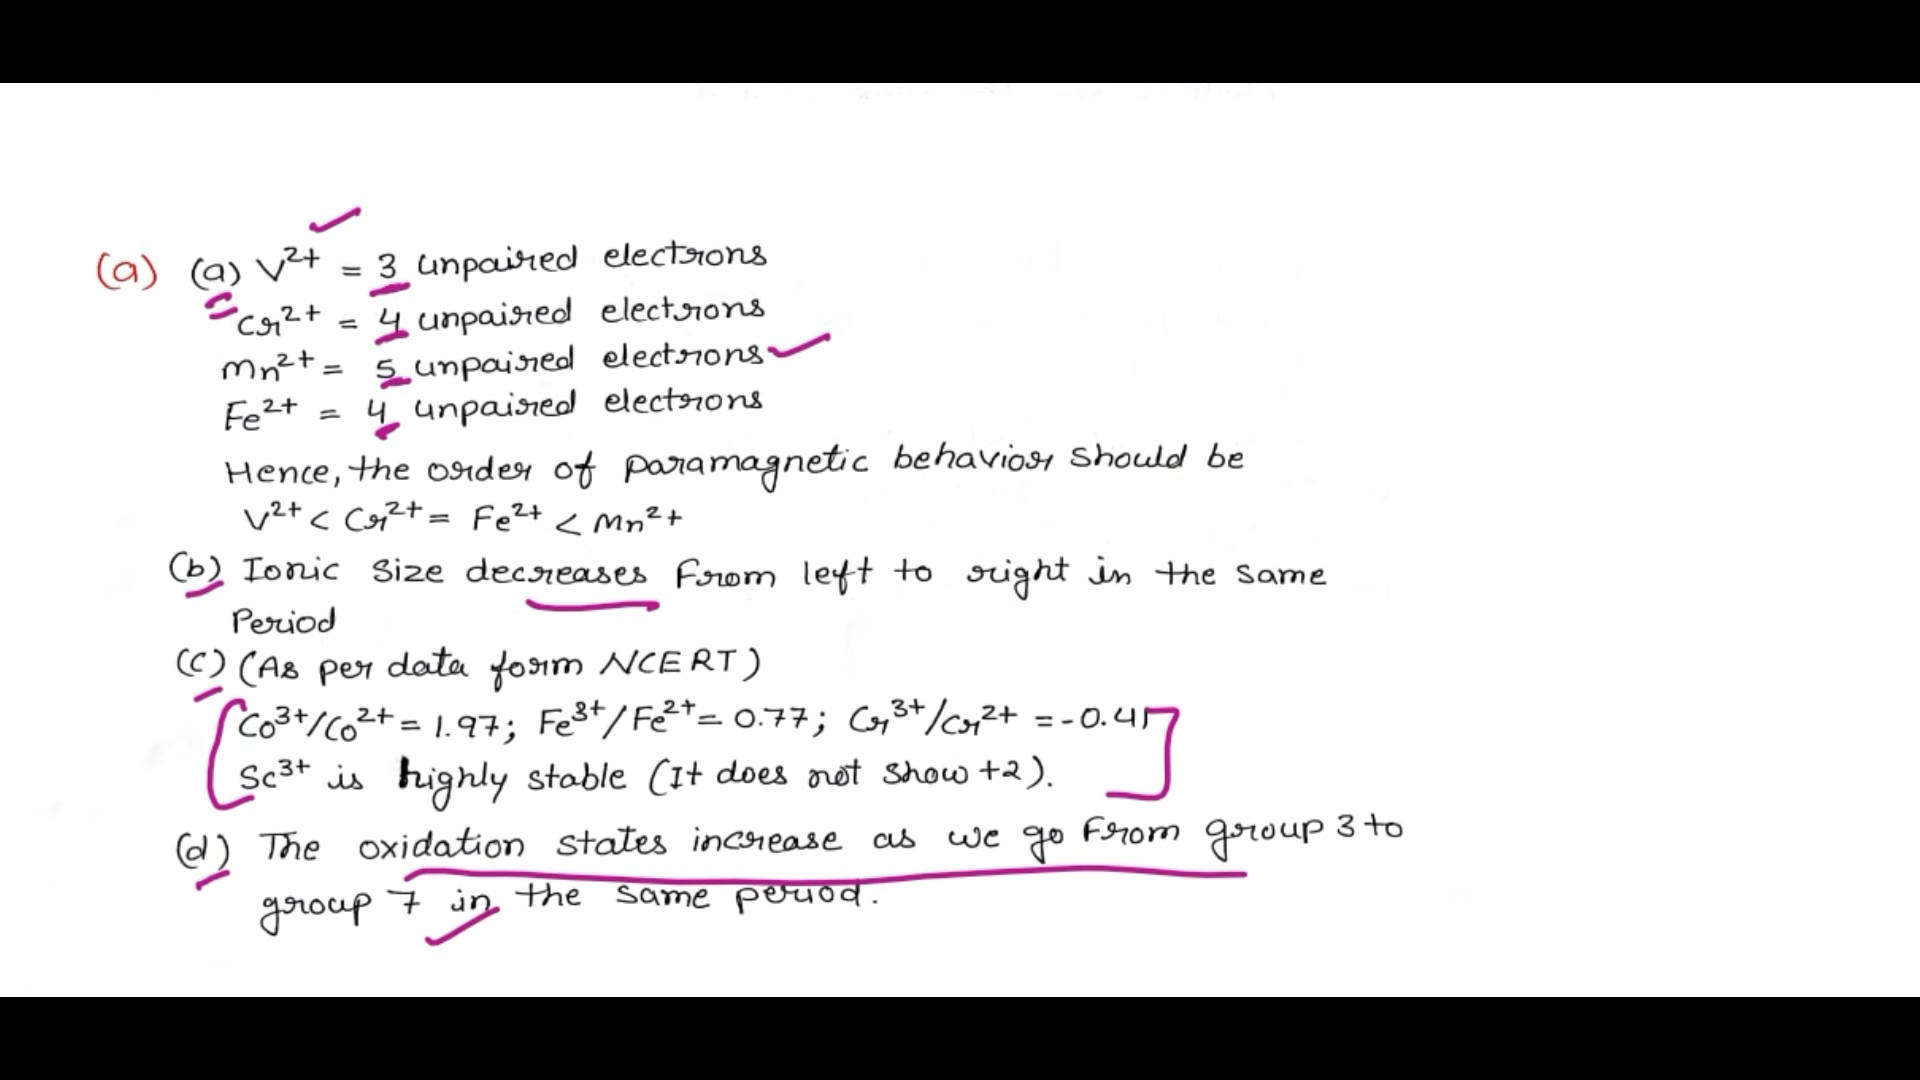 (a) (a) V²⁺ = 3 unpaired electrons
Cr²⁺ = 4 unpaired electrons
Mn²⁺ = 5 unpaired electrons
Fe²⁺ = 4 unpaired electrons
Hence, the order of paramagnetic behavior should be
V²⁺ < Cr²⁺ = Fe²⁺ < Mn²⁺
(b) Ionic size decreases from left to right in the same
Period
(c) (As per data form NCERT)
Co³⁺/Co²⁺ = 1.97; Fe³⁺/Fe²⁺ = 0.77; Cr³⁺/Cr²⁺ = -0.41
Sc³⁺ is highly stable (It does not show +2).
(d) The oxidation states increase as we go from group 3 to
group 7 in the same period.